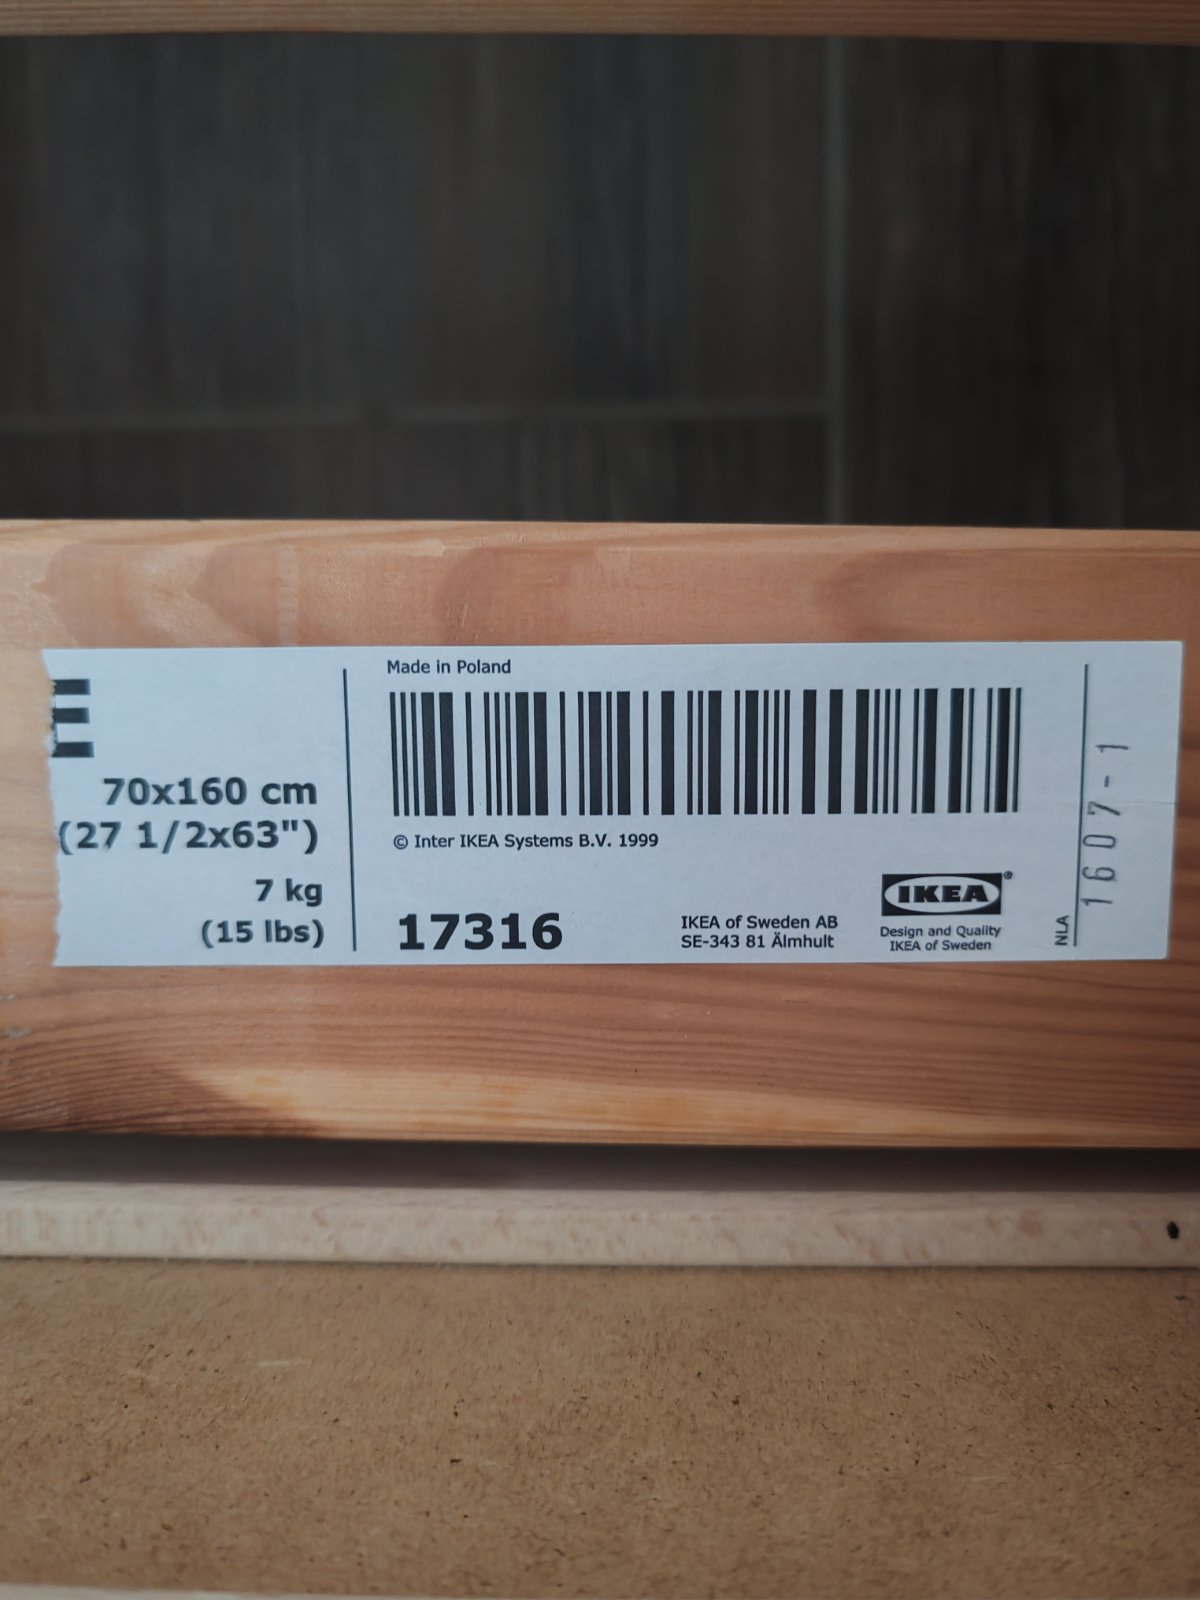 E
70x160 cm
(27 1/2x63")
7 kg
(15 lbs)
Made in Poland
© Inter IKEA Systems B.V. 1999
17316
IKEA of Sweden AB
SE-343 81 Älmhult
IKEA®
Design and Quality
IKEA of Sweden
NLA
1607-1